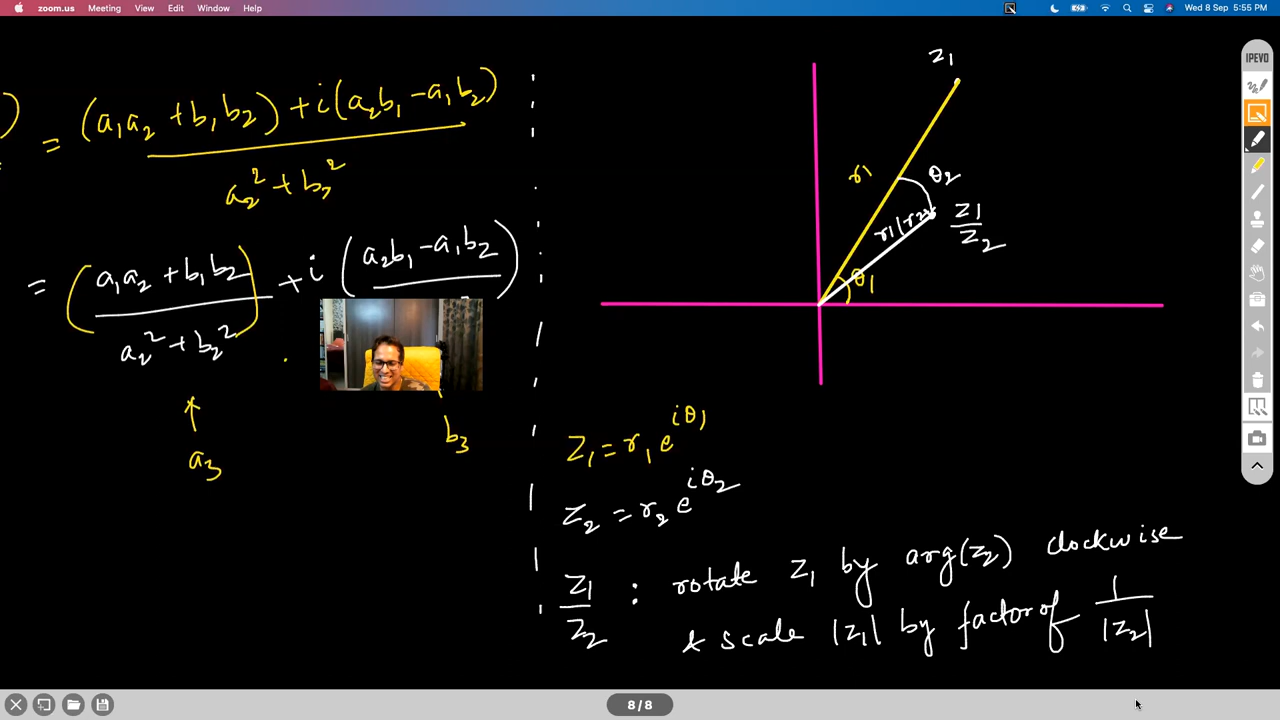 zoom.us Meeting View Edit Window Help Wed 8 Sep 5:55 PM
IPEVO
= (a₁a₂ + b₁b₂) + i(a₂b₁ - a₁b₂)
a₂² + b₂²
= (a₁a₂ + b₁b₂) + i (a₂b₁ - a₁b₂)
a₂² + b₂²
a₃
b₃
z₁
r₁
θ₂
r₁/r₂
z₁/z₂
θ₁
z₁ = r₁e^(iθ₁)
z₂ = r₂e^(iθ₂)
z₁/z₂ : rotate z₁ by arg(z₂) clockwise
& scale |z₁| by factor of 1/|z₂|
8/8